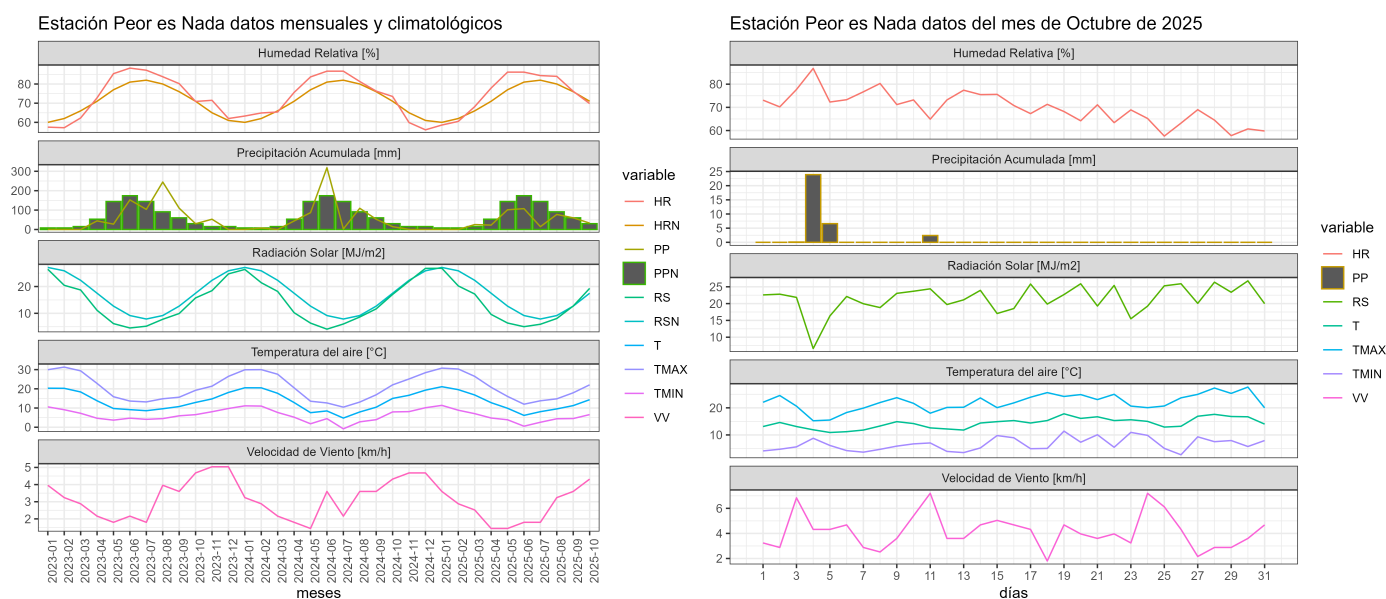 Estación Peor es Nada datos mensuales y climatológicos
Humedad Relativa [%]
80
70
60
Precipitación Acumulada [mm]
300
200
100
0
Radiación Solar [MJ/m2]
20
10
Temperatura del aire [°C]
30
20
10
0
Velocidad de Viento [km/h]
5
4
3
2
2023-01
2023-02
2023-03
2023-04
2023-05
2023-06
2023-07
2023-08
2023-09
2023-10
2023-11
2023-12
2024-01
2024-02
2024-03
2024-04
2024-05
2024-06
2024-07
2024-08
2024-09
2024-10
2024-11
2024-12
2025-01
2025-02
2025-03
2025-04
2025-05
2025-06
2025-07
2025-08
2025-09
2025-10
meses
variable
HR
HRN
PP
PPN
RS
RSN
T
TMAX
TMIN
VV
Estación Peor es Nada datos del mes de Octubre de 2025
Humedad Relativa [%]
80
70
60
Precipitación Acumulada [mm]
25
20
15
10
5
0
Radiación Solar [MJ/m2]
25
20
15
10
Temperatura del aire [°C]
20
10
Velocidad de Viento [km/h]
6
4
2
1 3 5 7 9 11 13 15 17 19 21 23 25 27 29 31
días
variable
HR
PP
RS
T
TMAX
TMIN
VV